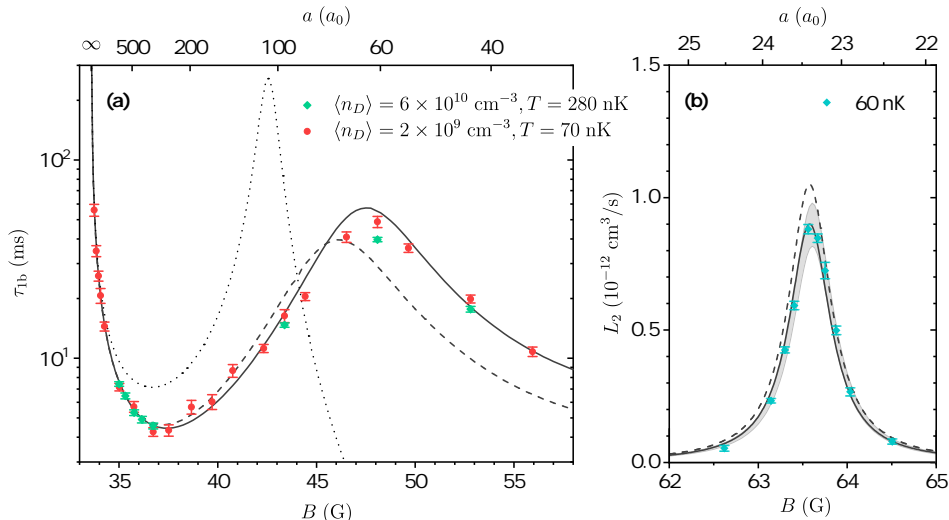 a (a₀)
∞ 500 200 100 60 40
(a)
⟨n_D⟩ = 6 × 10¹⁰ cm⁻³, T = 280 nK
⟨n_D⟩ = 2 × 10⁹ cm⁻³, T = 70 nK
10²
10¹
τ₁b (ms)
35 40 45 50 55
B (G)
a (a₀)
25 24 23 22
(b)
60 nK
1.5
1.0
0.5
0.0
L₂ (10⁻¹² cm³/s)
62 63 64 65
B (G)